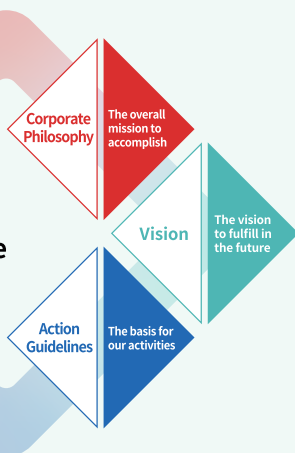 Corporate
Philosophy
The overall
mission to
accomplish
Vision
The vision
to fulfill in
the future
e
Action
Guidelines
The basis for
our activities